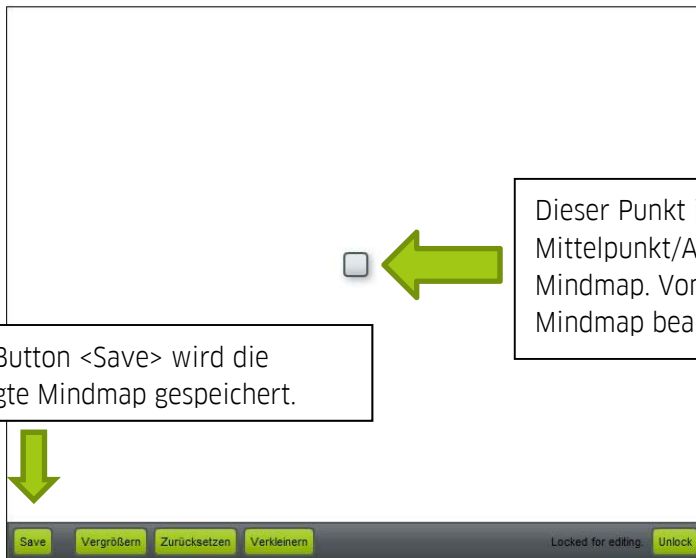 Dieser Punkt
Mittelpunkt/A
Mindmap. Vor
Mindmap bea
Button <Save> wird die
gte Mindmap gespeichert.
Save Vergrößern Zurücksetzen Verkleinern Locked for editing. Unlock